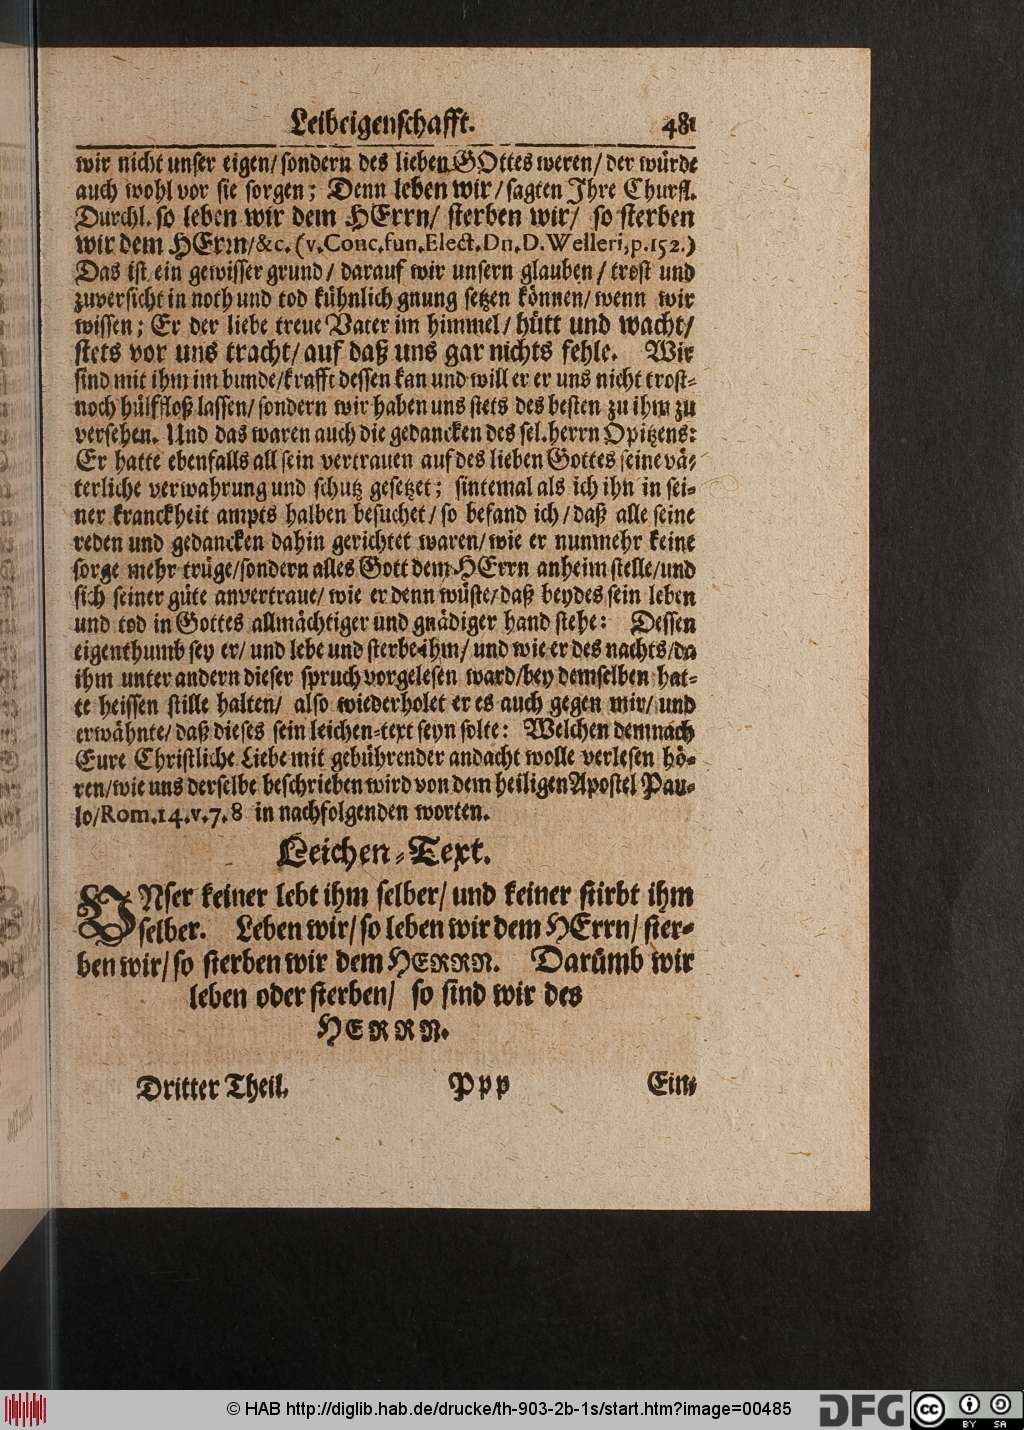 Leibeigenschafft. 481
wir nicht unser eigen/ sondern des lieben GOttes weren/ der würde
auch wohl vor sie sorgen; Denn leben wir/ sagten Ihre Churfl.
Durchl. so leben wir dem HErrn/ sterben wir/ so sterben
wir dem HErrn/ &c. (v. Conc. fun. Elect. Dn. D. Welleri, p. 152.)
Das ist ein gewisser grund/ darauf wir unsern glauben/ trost und
zuversicht in noth und tod kühnlich gnung setzen können/ wenn wir
wissen; Er der liebe treue Vater im himmel/ hütt und wacht/
stets vor uns tracht/ auf daß uns gar nichts fehle. Wir
sind mit ihm im bunde/ krafft dessen kan und will er er uns nicht trost-
noch hülffloß lassen/ sondern wir haben uns stets des besten zu ihm zu
versehen. Und das waren auch die gedancken des sel. herrn Opitzens:
Er hatte ebenfalls all sein vertrauen auf des lieben Gottes seine vä-
terliche verwahrung und schutz gesetzet; sintemal als ich ihn in sei-
ner kranckheit ampts halben besuchet/ so befand ich/ daß alle seine
reden und gedancken dahin gerichtet waren/ wie er nunmehr keine
sorge mehr trüge/ sondern alles Gott dem HErrn anheim stelle/ und
sich seiner güte anvertraue/ wie er denn wüste/ daß beydes sein leben
und tod in Gottes allmächtiger und gnädiger hand stehe: Dessen
eigenthumb sey er/ und lebe und sterbe ihm/ und wie er des nachts/ da
ihm unter andern dieser spruch vorgelesen ward/ bey demselben hat-
te heissen stille halten/ also wiederholet er es auch gegen mir/ und
erwähnte/ daß dieses sein leichen-text seyn solte: Welchen demnach
Eure Christliche Liebe mit gebührender andacht wolle verlesen hö-
ren/ wie uns derselbe beschrieben wird von dem heiligen Apostel Pau-
lo/ Rom. 14. v. 7. 8 in nachfolgenden worten.
Leichen-Text.
UNser keiner lebt ihm selber/ und keiner stirbt ihm
selber. Leben wir/ so leben wir dem HErrn/ ster-
ben wir/ so sterben wir dem HERRN. Darümb wir
leben oder sterben/ so sind wir des
HERRN.
Dritter Theil. Ppp Ein-
© HAB http://diglib.hab.de/drucke/th-903-2b-1s/start.htm?image=00485
DFG
cc BY SA